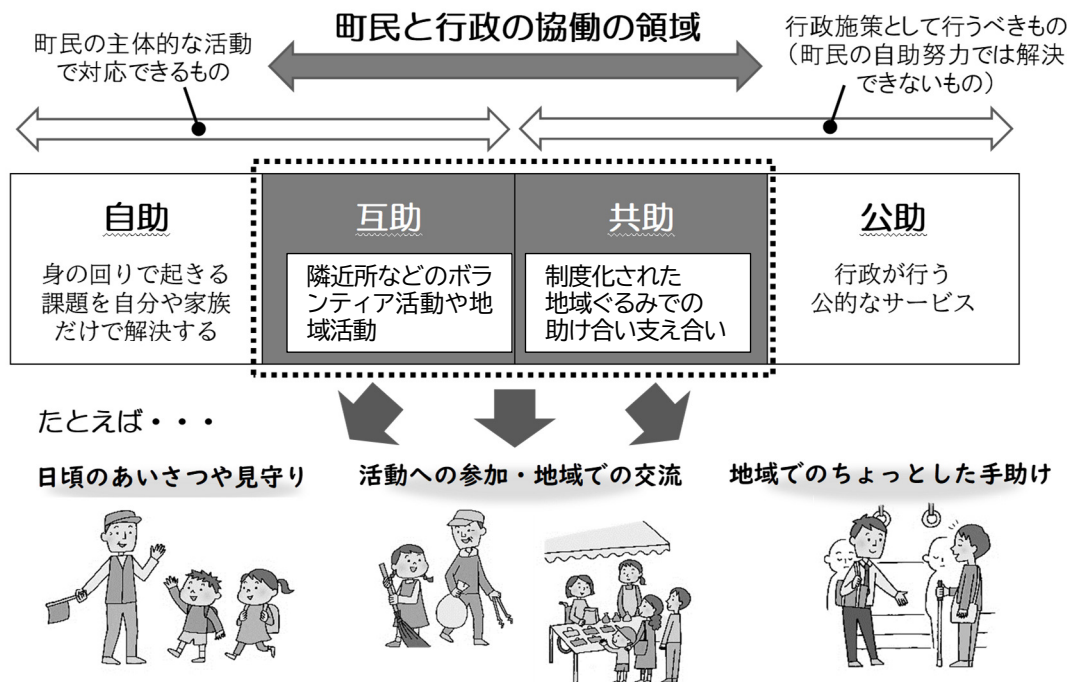 町民と行政の協働の領域
町民の主体的な活動
で対応できるもの
行政施策として行うべきもの
（町民の自助努力では解決
できないもの）
自助
身の回りで起きる
課題を自分や家族
だけで解決する
互助
隣近所などのボラ
ンティア活動や地
域活動
共助
制度化された
地域ぐるみでの
助け合い支え合い
公助
行政が行う
公的なサービス
たとえば・・・
日頃のあいさつや見守り
活動への参加・地域での交流
地域でのちょっとした手助け